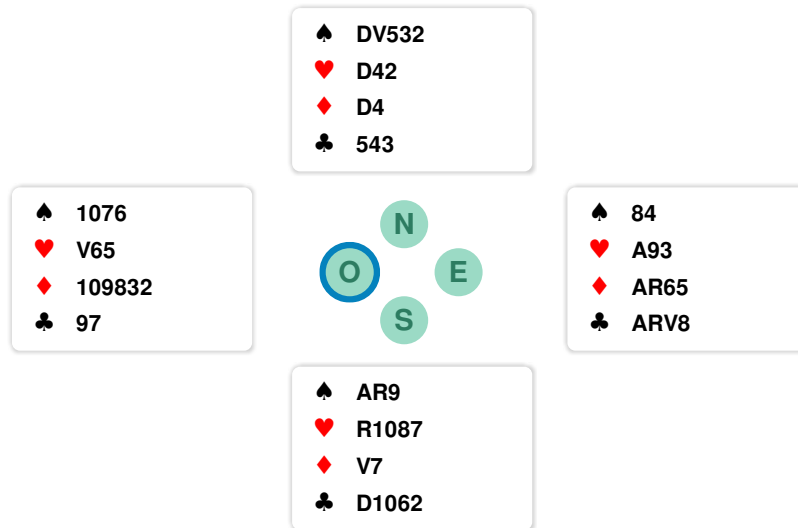 ♠ DV532
♥ D42
♦ D4
♣ 543
♠ 1076
♥ V65
♦ 109832
♣ 97
N
O E
S
♠ 84
♥ A93
♦ AR65
♣ ARV8
♠ AR9
♥ R1087
♦ V7
♣ D1062